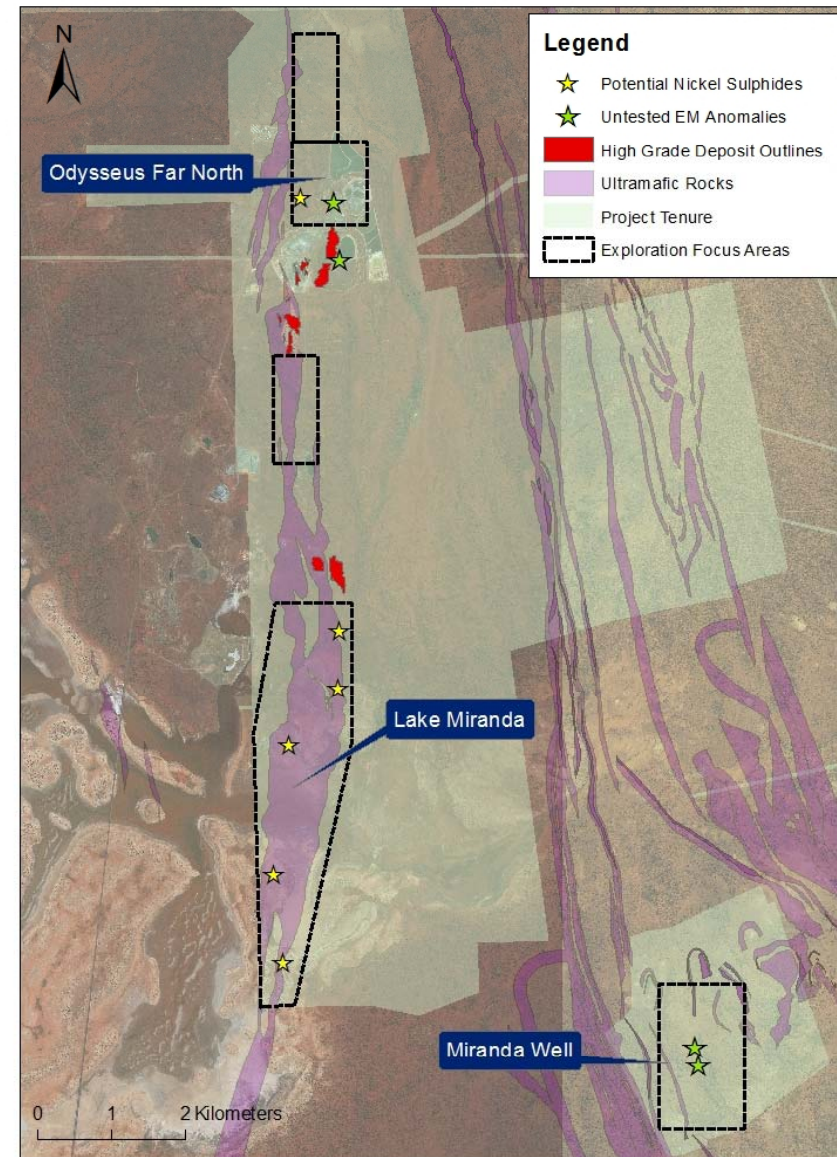 N
Legend
Potential Nickel Sulphides
Untested EM Anomalies
High Grade Deposit Outlines
Ultramafic Rocks
Project Tenure
Exploration Focus Areas
Odysseus Far North
Lake Miranda
Miranda Well
0 1 2 Kilometers